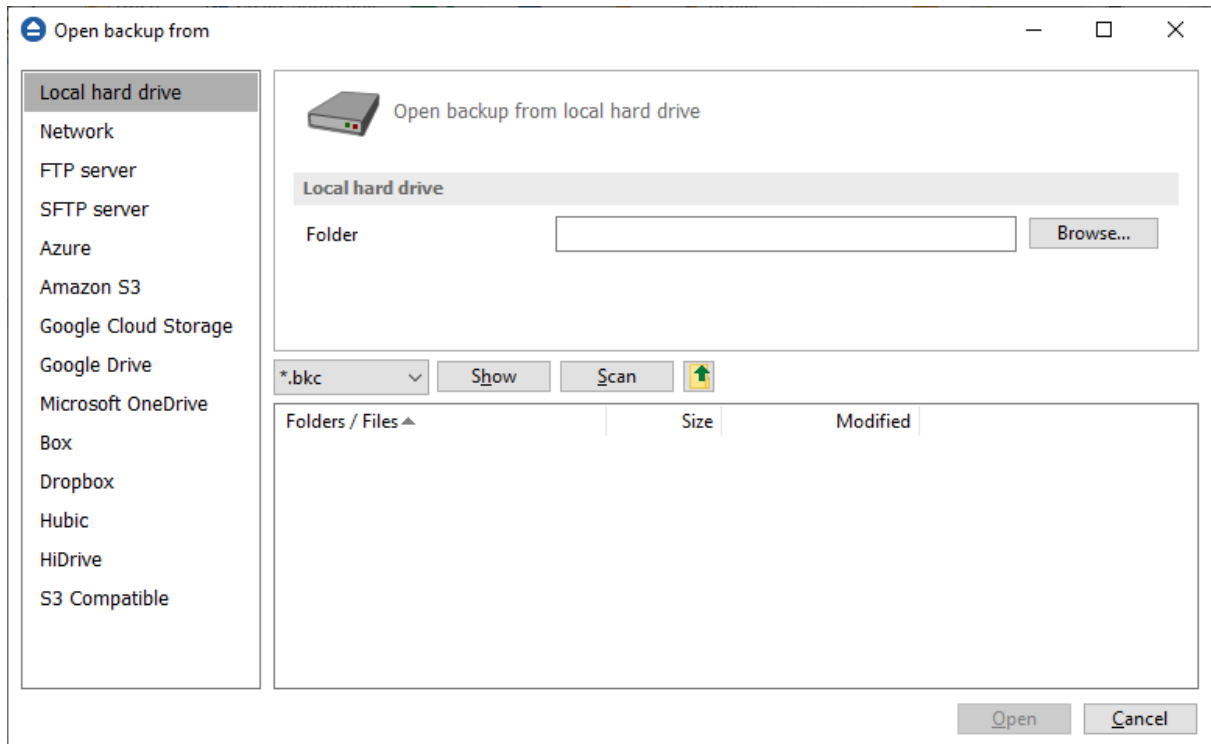 Open backup from
Local hard drive
Network
FTP server
SFTP server
Azure
Amazon S3
Google Cloud Storage
Google Drive
Microsoft OneDrive
Box
Dropbox
Hubic
HiDrive
S3 Compatible
Open backup from local hard drive
Local hard drive
Folder Browse...
*.bkc Show Scan
Folders / Files Size Modified
Open Cancel